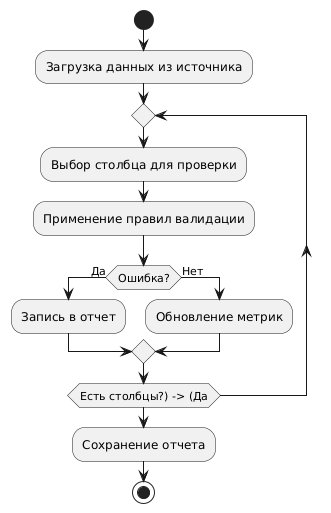 Загрузка данных из источника
Выбор столбца для проверки
Применение правил валидации
Да
Ошибка?
Нет
Запись в отчет
Обновление метрик
Есть столбцы?) -> (Да
Сохранение отчета